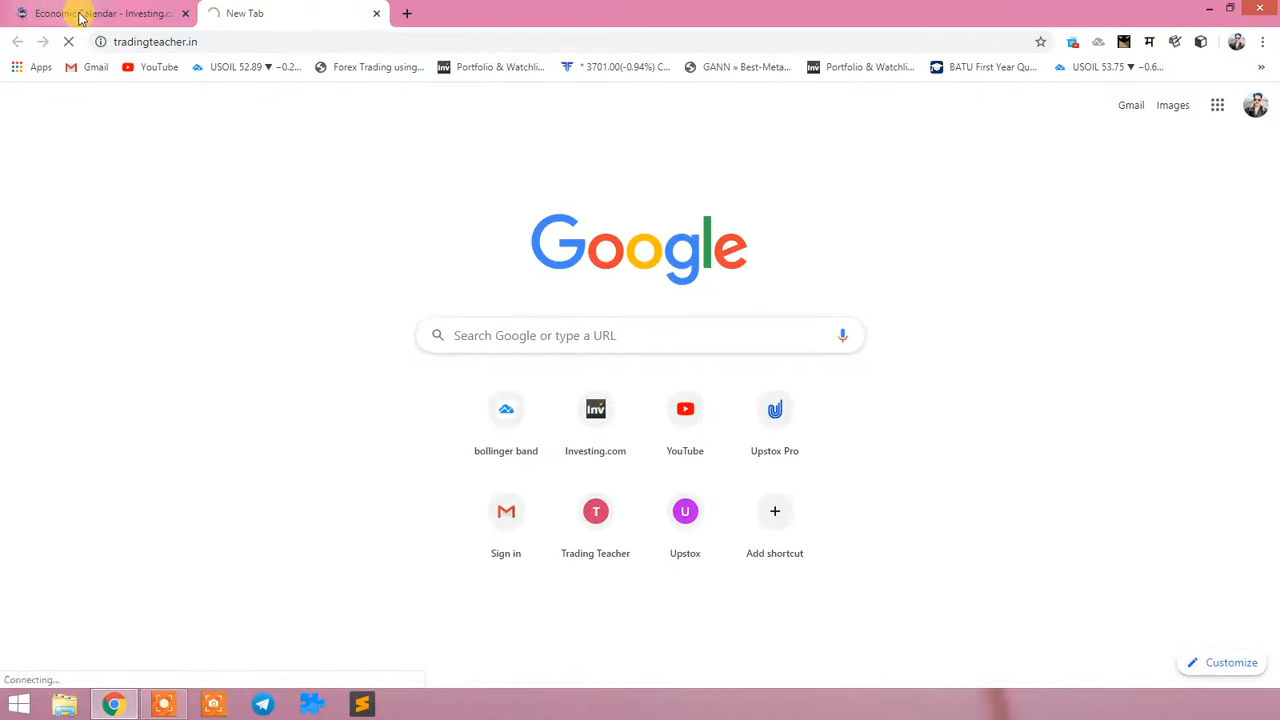 Economic Calendar - Investing.c
New Tab
tradingteacher.in
Apps
Gmail
YouTube
USOIL 52.89 ▼ −0.2...
Forex Trading using...
Portfolio & Watchli...
* 3701.00(-0.94%) C...
GANN » Best-Meta...
Portfolio & Watchli...
BATU First Year Qu...
USOIL 53.75 ▼ −0.6...
»
Gmail
Images
Google
Search Google or type a URL
bollinger band
Investing.com
YouTube
Upstox Pro
Sign in
Trading Teacher
Upstox
Add shortcut
Customize
Connecting...